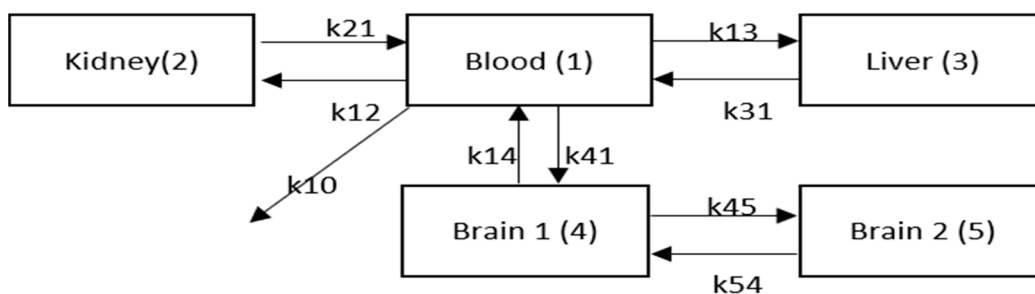 k21
k13
Kidney(2)
Blood (1)
Liver (3)
k12
k31
k14
k41
k10
k45
Brain 1 (4)
Brain 2 (5)
k54